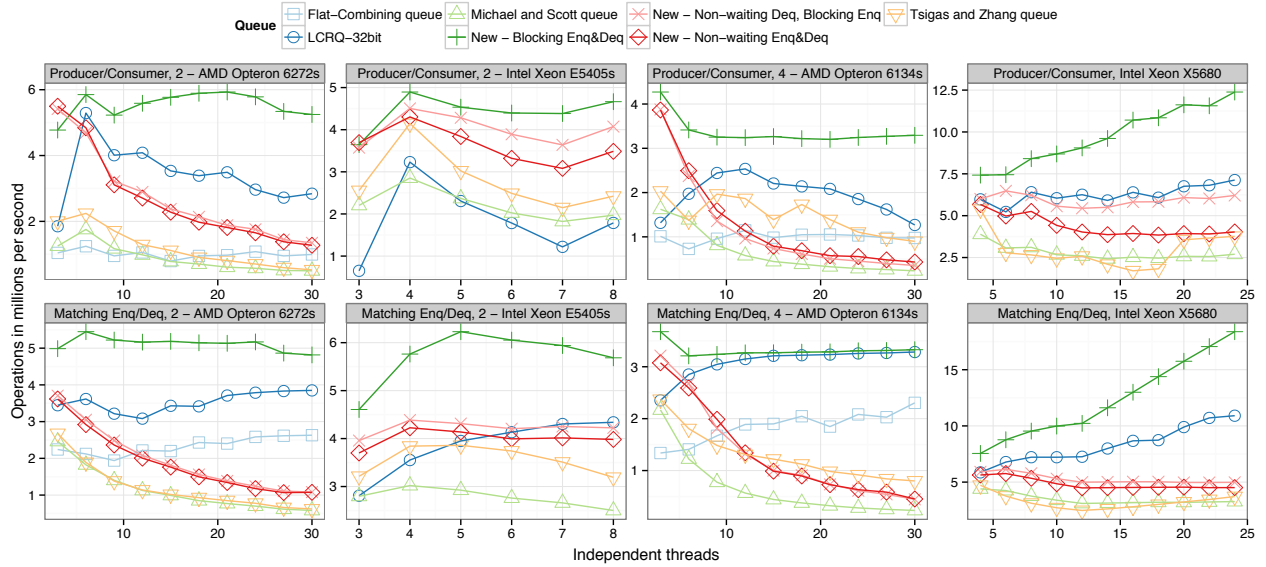 Queue
Flat−Combining queue
Michael and Scott queue
New − Non−waiting Deq, Blocking Enq
Tsigas and Zhang queue
LCRQ−32bit
New − Blocking Enq&Deq
New − Non−waiting Enq&Deq
Producer/Consumer, 2 − AMD Opteron 6272s
Producer/Consumer, 2 − Intel Xeon E5405s
Producer/Consumer, 4 − AMD Opteron 6134s
Producer/Consumer, Intel Xeon X5680
6
4
2
10 20 30
5
4
3
2
1
3 4 5 6 7 8
4
3
2
1
10 20 30
12.5
10.0
7.5
5.0
2.5
5 10 15 20 25
Matching Enq/Deq, 2 − AMD Opteron 6272s
Matching Enq/Deq, 2 − Intel Xeon E5405s
Matching Enq/Deq, 4 − AMD Opteron 6134s
Matching Enq/Deq, Intel Xeon X5680
5
4
3
2
1
10 20 30
6
5
4
3
3 4 5 6 7 8
3
2
1
10 20 30
15
10
5
5 10 15 20 25
Operations in millions per second
Independent threads